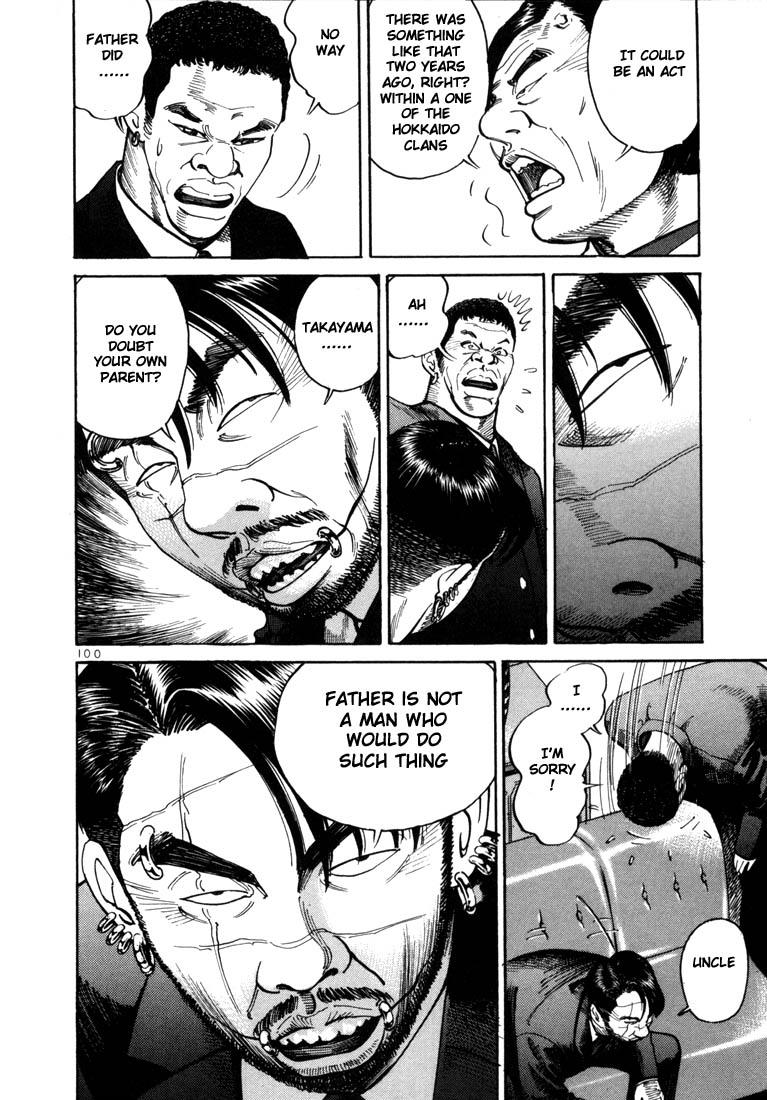 IT COULD
BE AN ACT
THERE WAS
SOMETHING
LIKE THAT
TWO YEARS
AGO, RIGHT?
WITHIN A ONE
OF THE
HOKKAIDO
CLANS
NO
WAY
FATHER
DID
......
AH
......
TAKAYAMA
......
DO YOU
DOUBT
YOUR OWN
PARENT?
100
I
......
I'M
SORRY
!
UNCLE
FATHER IS NOT
A MAN WHO
WOULD DO
SUCH THING